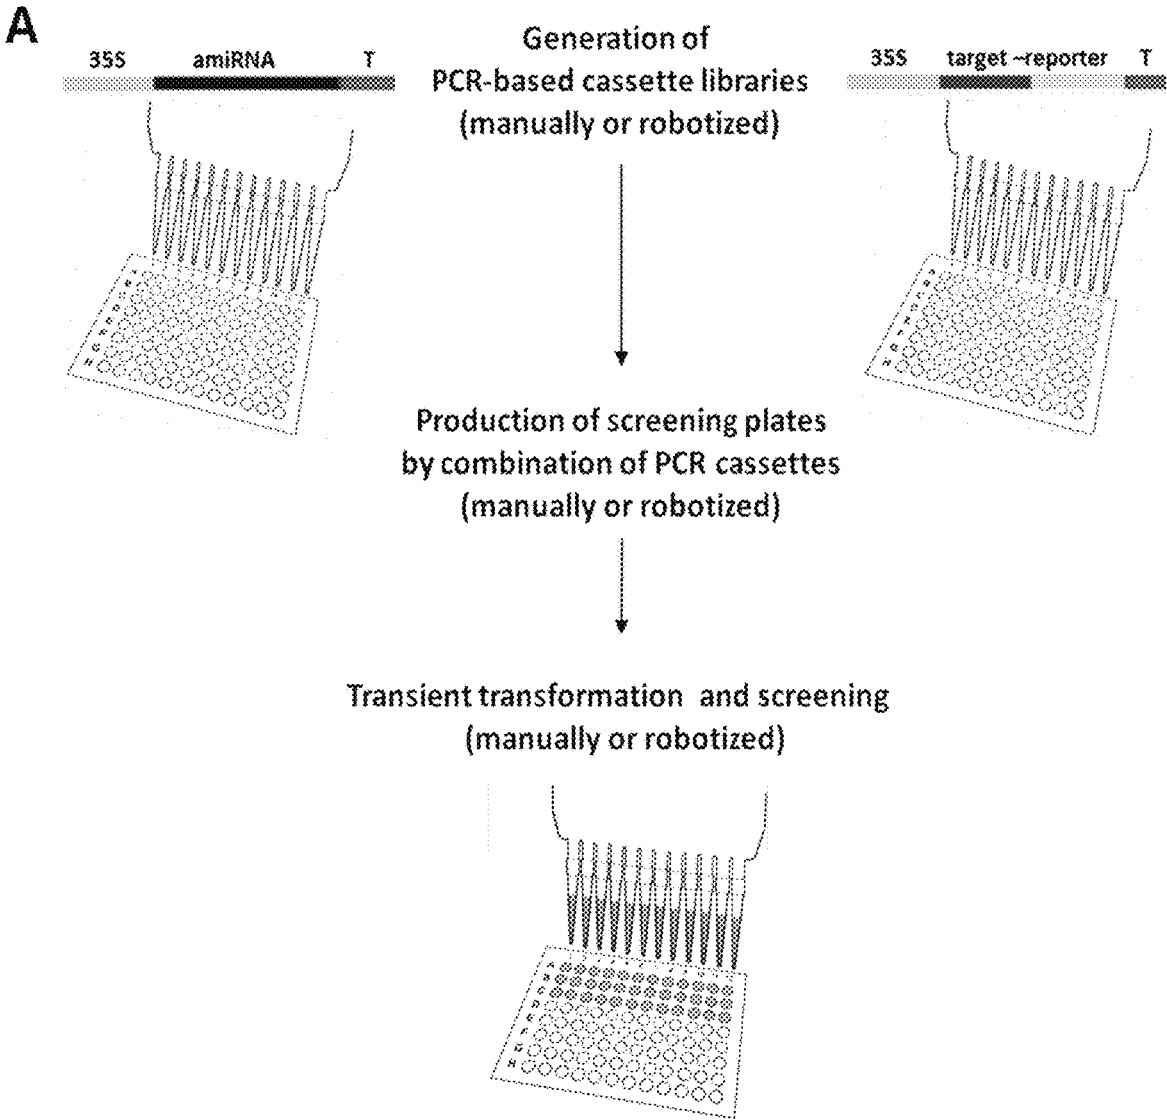 A
35S amiRNA T
Generation of
PCR-based cassette libraries
(manually or robotized)
35S target –reporter T
Production of screening plates
by combination of PCR cassettes
(manually or robotized)
Transient transformation and screening
(manually or robotized)